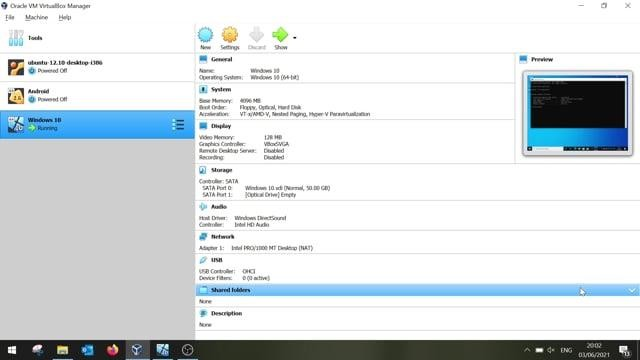 Oracle VM VirtualBox Manager
File Machine Help
Tools
New Settings Discard Show
ubuntu-12.10-desktop-i386
Powered Off
Android
Powered Off
Windows 10
Running
General
Name: Windows 10
Operating System: Windows 10 (64-bit)
Preview
System
Base Memory: 4096 MB
Boot Order: Floppy, Optical, Hard Disk
Acceleration: VT-x/AMD-V, Nested Paging, Hyper-V Paravirtualization
Display
Video Memory: 128 MB
Graphics Controller: VBoxSVGA
Remote Desktop Server: Disabled
Recording: Disabled
Storage
Controller: SATA
SATA Port 0: Windows 10.vdi (Normal, 50.00 GB)
SATA Port 1: [Optical Drive] Empty
Audio
Host Driver: Windows DirectSound
Controller: Intel HD Audio
Network
Adapter 1: Intel PRO/1000 MT Desktop (NAT)
USB
USB Controller: OHCI
Device Filters: 0 (0 active)
Shared folders
None
Description
None
ENG
20:02
03/06/2021